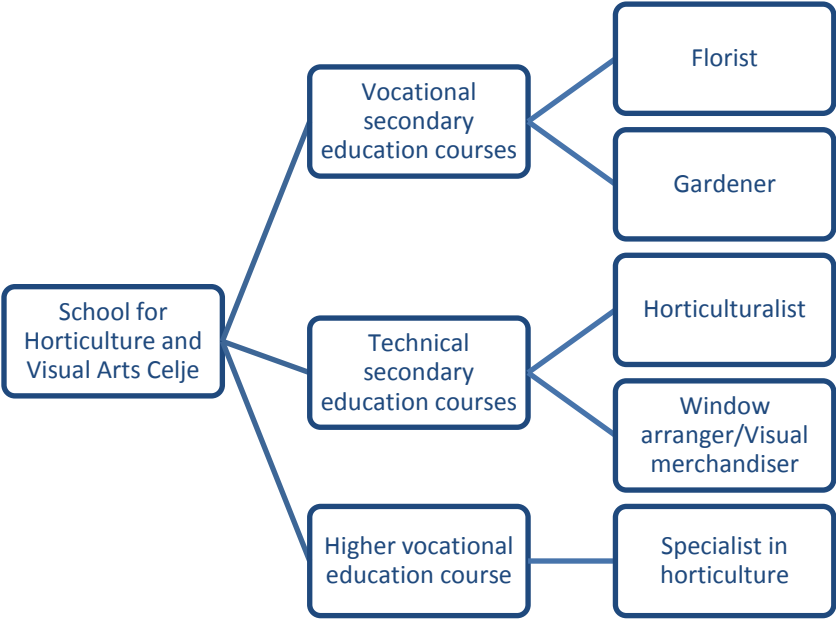 School for
Horticulture and
Visual Arts Celje
Vocational
secondary
education courses
Florist
Gardener
Technical
secondary
education courses
Horticulturalist
Window
arranger/Visual
merchandiser
Higher vocational
education course
Specialist in
horticulture